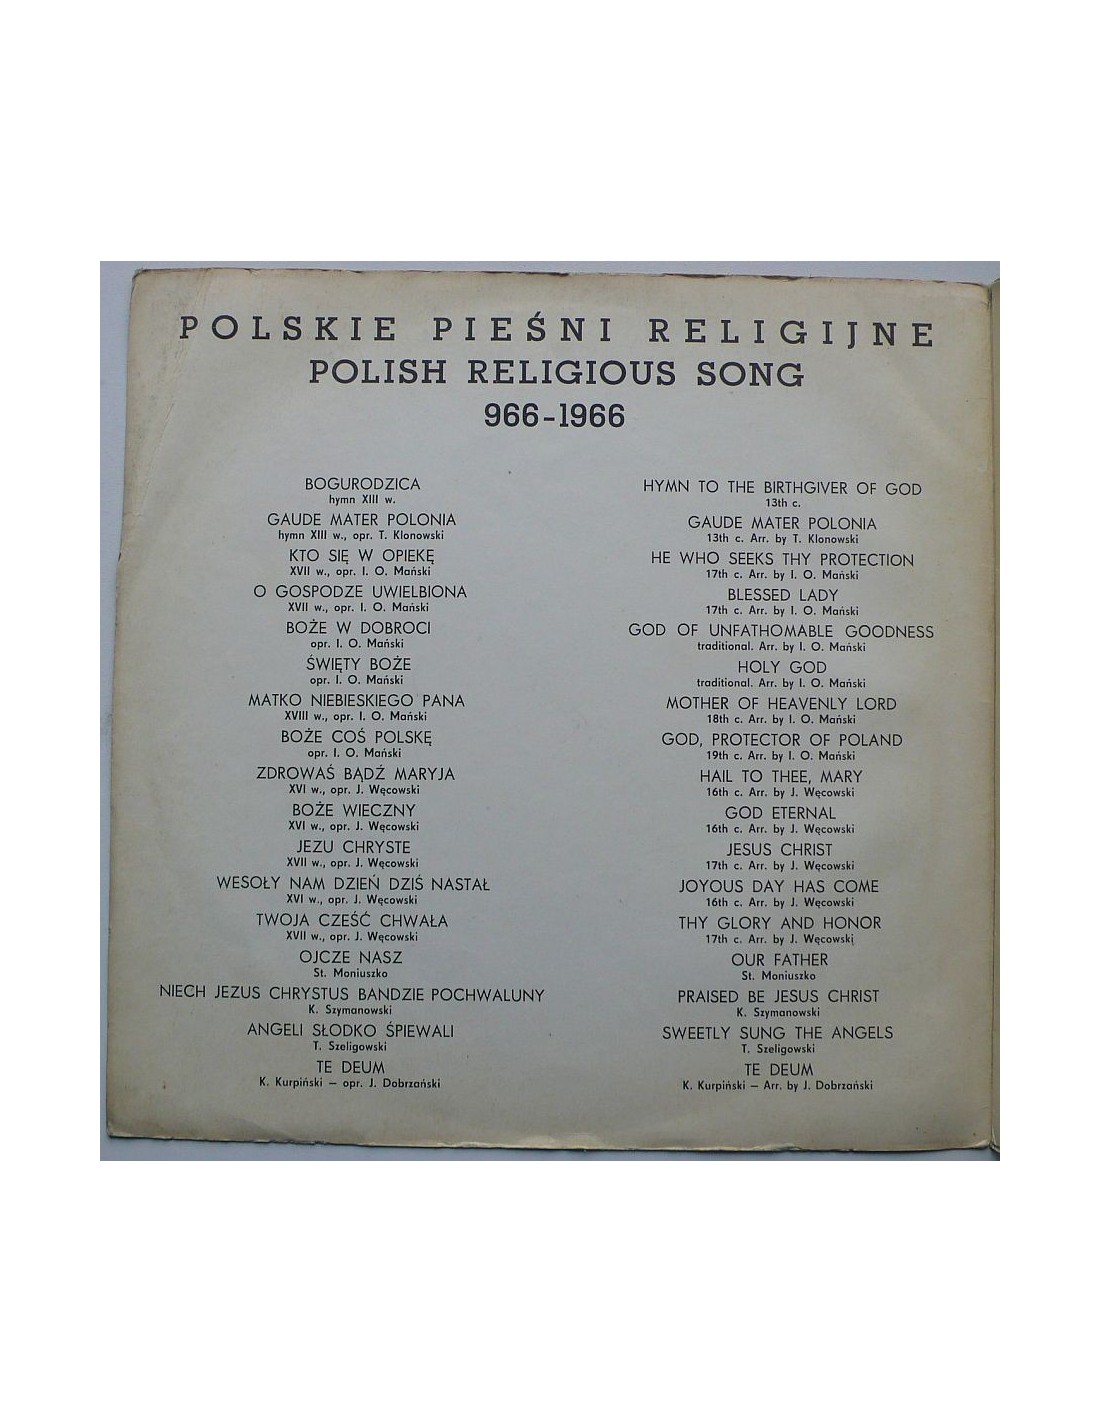 POLSKIE PIEŚNI RELIGIJNE
POLISH RELIGIOUS SONG
966-1966
BOGURODZICA
hymn XIII w.
GAUDE MATER POLONIA
hymn XIII w., opr. T. Klonowski
KTO SIĘ W OPIEKĘ
XVII w., opr. I. O. Mański
O GOSPODZE UWIELBIONA
XVII w., opr. I. O. Mański
BOŻE W DOBROCI
opr. I. O. Mański
ŚWIĘTY BOŻE
opr. I. O. Mański
MATKO NIEBIESKIEGO PANA
XVIII w., opr. I. O. Mański
BOŻE COŚ POLSKĘ
opr. I. O. Mański
ZDROWAŚ BĄDŹ MARYJA
XVI w., opr. J. Węcowski
BOŻE WIECZNY
XVI w., opr. J. Węcowski
JEZU CHRYSTE
XVII w., opr. J. Węcowski
WESOŁY NAM DZIEŃ DZIŚ NASTAŁ
XVI w., opr. J. Węcowski
TWOJA CZEŚĆ CHWAŁA
XVII w., opr. J. Węcowski
OJCZE NASZ
St. Moniuszko
NIECH JEZUS CHRYSTUS BANDZIE POCHWALUNY
K. Szymanowski
ANGELI SŁODKO ŚPIEWALI
T. Szeligowski
TE DEUM
K. Kurpiński — opr. J. Dobrzański
HYMN TO THE BIRTHGIVER OF GOD
13th c.
GAUDE MATER POLONIA
13th c. Arr. by T. Klonowski
HE WHO SEEKS THY PROTECTION
17th c. Arr. by I. O. Mański
BLESSED LADY
17th c. Arr. by I. O. Mański
GOD OF UNFATHOMABLE GOODNESS
traditional. Arr. by I. O. Mański
HOLY GOD
traditional. Arr. by I. O. Mański
MOTHER OF HEAVENLY LORD
18th c. Arr. by I. O. Mański
GOD, PROTECTOR OF POLAND
19th c. Arr. by I. O. Mański
HAIL TO THEE, MARY
16th c. Arr. by J. Węcowski
GOD ETERNAL
16th c. Arr. by J. Węcowski
JESUS CHRIST
17th c. Arr. by J. Węcowski
JOYOUS DAY HAS COME
16th c. Arr. by J. Węcowski
THY GLORY AND HONOR
17th c. Arr. by J. Węcowski
OUR FATHER
St. Moniuszko
PRAISED BE JESUS CHRIST
K. Szymanowski
SWEETLY SUNG THE ANGELS
T. Szeligowski
TE DEUM
K. Kurpiński — Arr. by J. Dobrzański